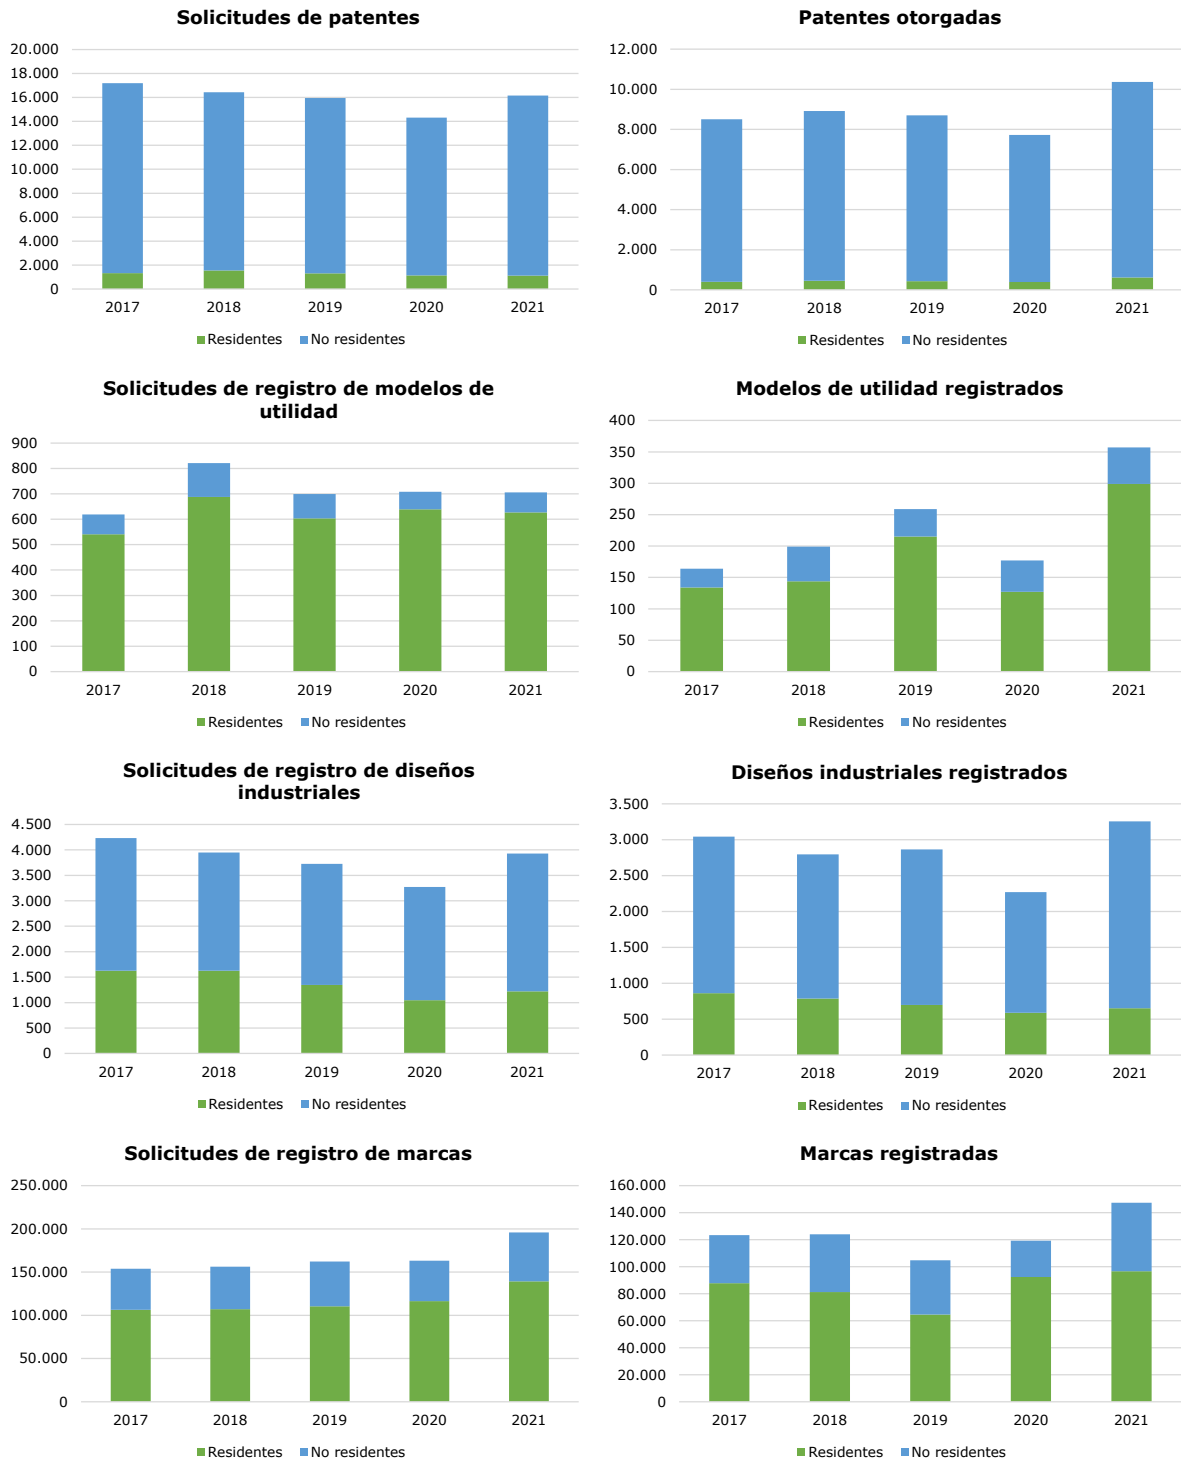 Solicitudes de patentes
20.000
18.000
16.000
14.000
12.000
10.000
8.000
6.000
4.000
2.000
0
2017 2018 2019 2020 2021
Residentes No residentes
Patentes otorgadas
12.000
10.000
8.000
6.000
4.000
2.000
0
2017 2018 2019 2020 2021
Residentes No residentes
Solicitudes de registro de modelos de
utilidad
900
800
700
600
500
400
300
200
100
0
2017 2018 2019 2020 2021
Residentes No residentes
Modelos de utilidad registrados
400
350
300
250
200
150
100
50
0
2017 2018 2019 2020 2021
Residentes No residentes
Solicitudes de registro de diseños
industriales
4.500
4.000
3.500
3.000
2.500
2.000
1.500
1.000
500
0
2017 2018 2019 2020 2021
Residentes No residentes
Diseños industriales registrados
3.500
3.000
2.500
2.000
1.500
1.000
500
0
2017 2018 2019 2020 2021
Residentes No residentes
Solicitudes de registro de marcas
250.000
200.000
150.000
100.000
50.000
0
2017 2018 2019 2020 2021
Residentes No residentes
Marcas registradas
160.000
140.000
120.000
100.000
80.000
60.000
40.000
20.000
0
2017 2018 2019 2020 2021
Residentes No residentes